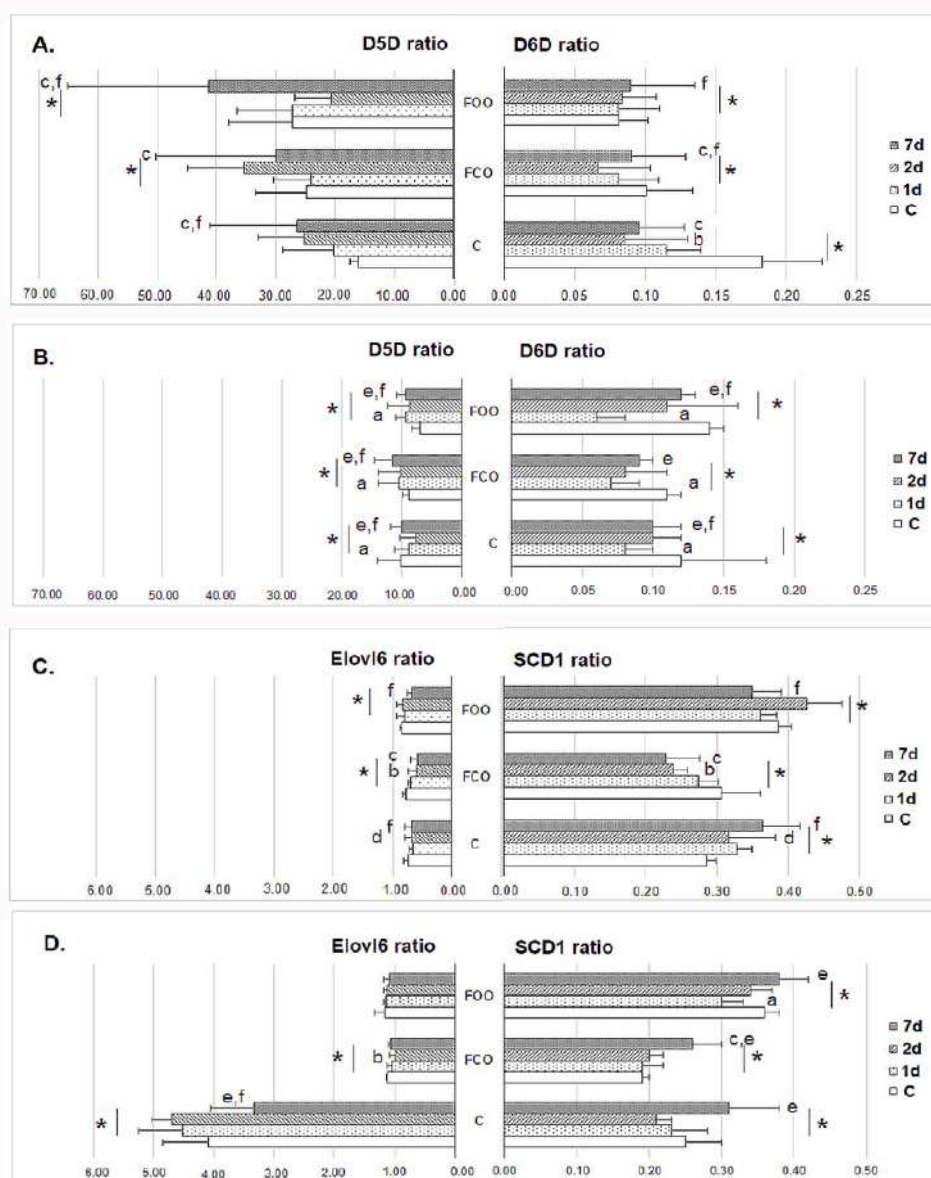 A.
D5D ratio D6D ratio
c,f
*
FOO
f
*
c
*
FCO
c,f
*
c,f
C
c
b
*
7d
2d
1d
C
70.00 60.00 50.00 40.00 30.00 20.00 10.00 0.00 0.00 0.05 0.10 0.15 0.20 0.25
B.
D5D ratio D6D ratio
e,f
*
a
FOO
e,f
a
*
e,f
*
a
FCO
e
a
*
e,f
*
a
C
e,f
a
*
7d
2d
1d
C
70.00 60.00 50.00 40.00 30.00 20.00 10.00 0.00 0.00 0.05 0.10 0.15 0.20 0.25
C.
Elovl6 ratio SCD1 ratio
f
*
FOO
f
*
c
b
*
FCO
c
b
*
f
d
C
f
d
*
7d
2d
1d
C
6.00 5.00 4.00 3.00 2.00 1.00 0.00 0.00 0.10 0.20 0.30 0.40 0.50
D.
Elovl6 ratio SCD1 ratio
FOO
e
a
*
*
b
FCO
c,e
*
e,f
*
C
e
*
7d
2d
1d
C
6.00 5.00 4.00 3.00 2.00 1.00 0.00 0.00 0.10 0.20 0.30 0.40 0.50